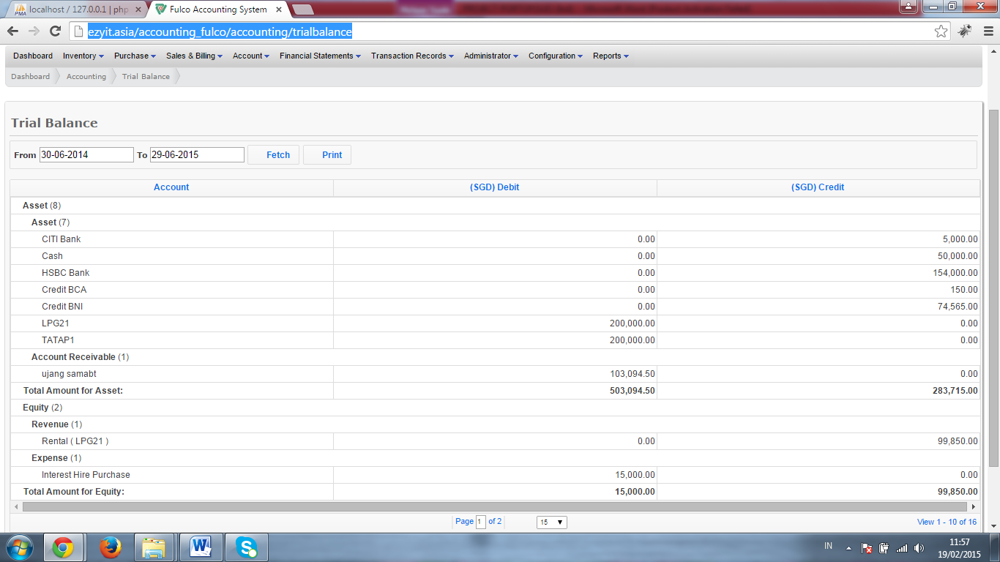 localhost / 127.0.0.1 | php
Fulco Accounting System
ezyit.asia/accounting_fulco/accounting/trialbalance
Dashboard Inventory Purchase Sales & Billing Account Financial Statements Transaction Records Administrator Configuration Reports
Dashboard Accounting Trial Balance
Trial Balance
From 30-06-2014 To 29-06-2015 Fetch Print
Account (SGD) Debit (SGD) Credit
Asset (8)
Asset (7)
CITI Bank 0.00 5,000.00
Cash 0.00 50,000.00
HSBC Bank 0.00 154,000.00
Credit BCA 0.00 150.00
Credit BNI 0.00 74,565.00
LPG21 200,000.00 0.00
TATAP1 200,000.00 0.00
Account Receivable (1)
ujang samabt 103,094.50 0.00
Total Amount for Asset: 503,094.50 283,715.00
Equity (2)
Revenue (1)
Rental ( LPG21 ) 0.00 99,850.00
Expense (1)
Interest Hire Purchase 15,000.00 0.00
Total Amount for Equity: 15,000.00 99,850.00
Page 1 of 2 15 View 1 - 10 of 16
IN 11:57
19/02/2015